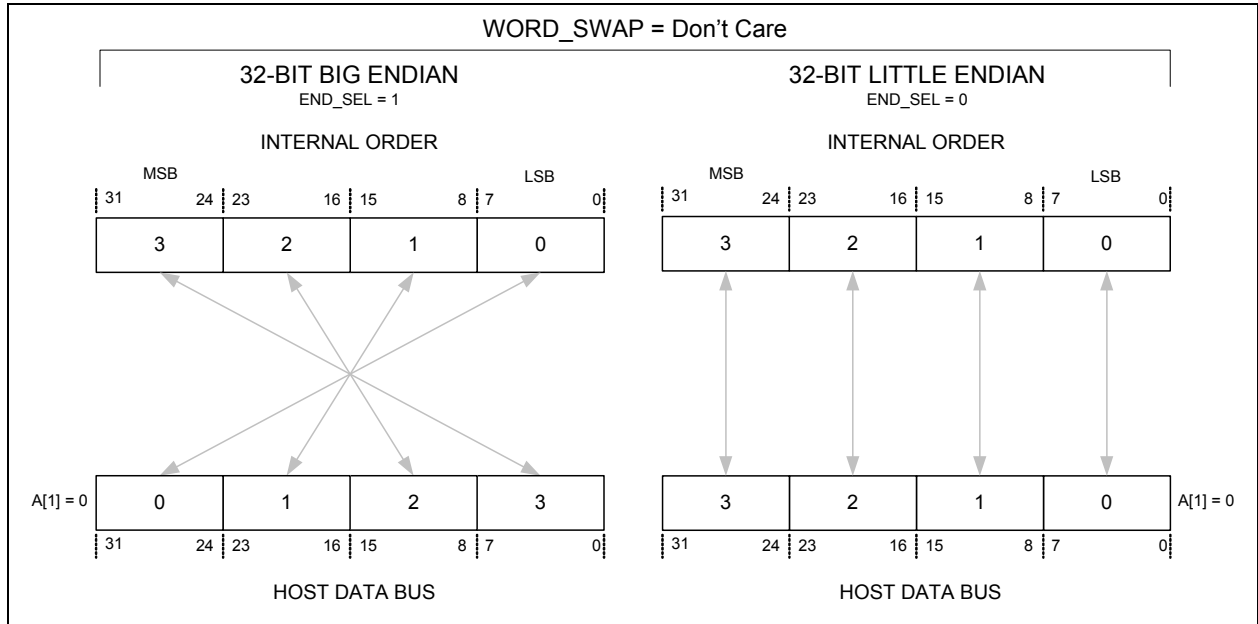 WORD_SWAP = Don't Care
32-BIT BIG ENDIAN
END_SEL = 1
INTERNAL ORDER
MSB LSB
31 24 23 16 15 8 7 0
3 2 1 0
A[1] = 0 0 1 2 3
31 24 23 16 15 8 7 0
HOST DATA BUS
32-BIT LITTLE ENDIAN
END_SEL = 0
INTERNAL ORDER
MSB LSB
31 24 23 16 15 8 7 0
3 2 1 0
3 2 1 0 A[1] = 0
31 24 23 16 15 8 7 0
HOST DATA BUS